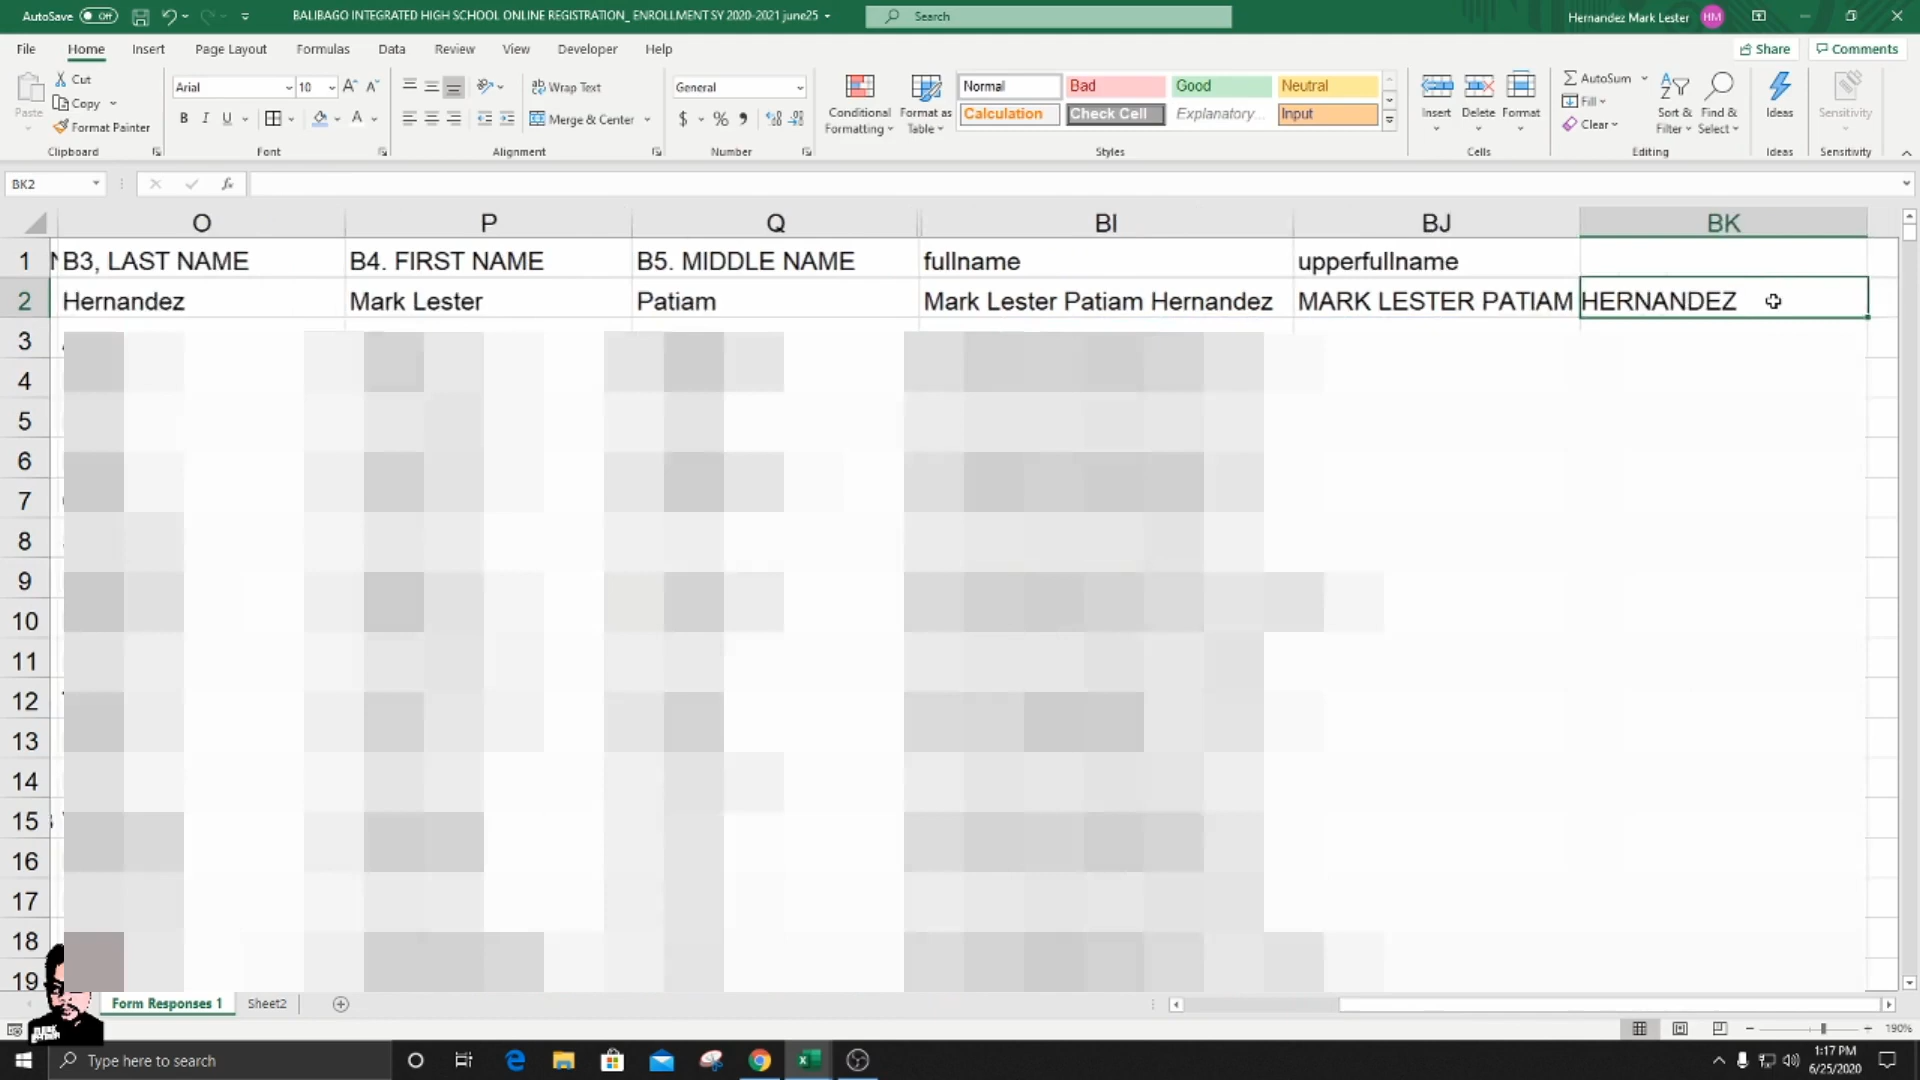 AutoSave Off BALIBAGO INTEGRATED HIGH SCHOOL ONLINE REGISTRATION_ ENROLLMENT SY 2020-2021 june25 Search Hernandez Mark Lester HM
File Home Insert Page Layout Formulas Data Review View Developer Help Share Comments
Paste Cut Copy Format Painter
Arial 10
B I U A
Wrap Text
Merge & Center
General
$ % ,
Conditional Formatting Format as Table
Normal Bad Good Neutral
Calculation Check Cell Explanatory... Input
Insert Delete Format
AutoSum Fill Clear
Sort & Filter Find & Select
Ideas Sensitivity
Clipboard Font Alignment Number Styles Cells Editing Ideas Sensitivity
BK2 fx
O P Q BI BJ BK
1 B3, LAST NAME B4. FIRST NAME B5. MIDDLE NAME fullname upperfullname
2 Hernandez Mark Lester Patiam Mark Lester Patiam Hernandez MARK LESTER PATIAM HERNANDEZ
3
4
5
6
7
8
9
10
11
12
13
14
15
16
17
18
19
Form Responses 1 Sheet2
190%
Type here to search
1:17 PM
6/25/2020